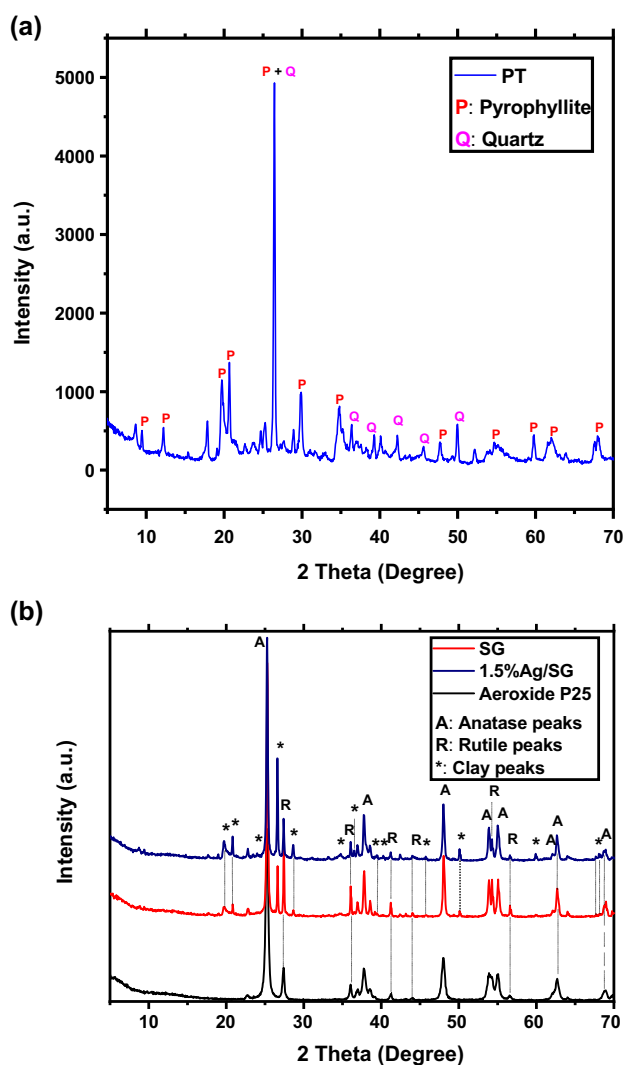 (a)
P + Q
PT
P: Pyrophyllite
Q: Quartz
5000
4000
3000
2000
1000
0
Intensity (a.u.)
P P P P P P Q Q Q Q P Q P P P P
10 20 30 40 50 60 70
2 Theta (Degree)
(b)
SG
1.5%Ag/SG
Aeroxide P25
A: Anatase peaks
R: Rutile peaks
*: Clay peaks
A * * * * R * * R * A * * R R * A * A R A R * A * A
Intensity (a.u.)
10 20 30 40 50 60 70
2 Theta (Degree)